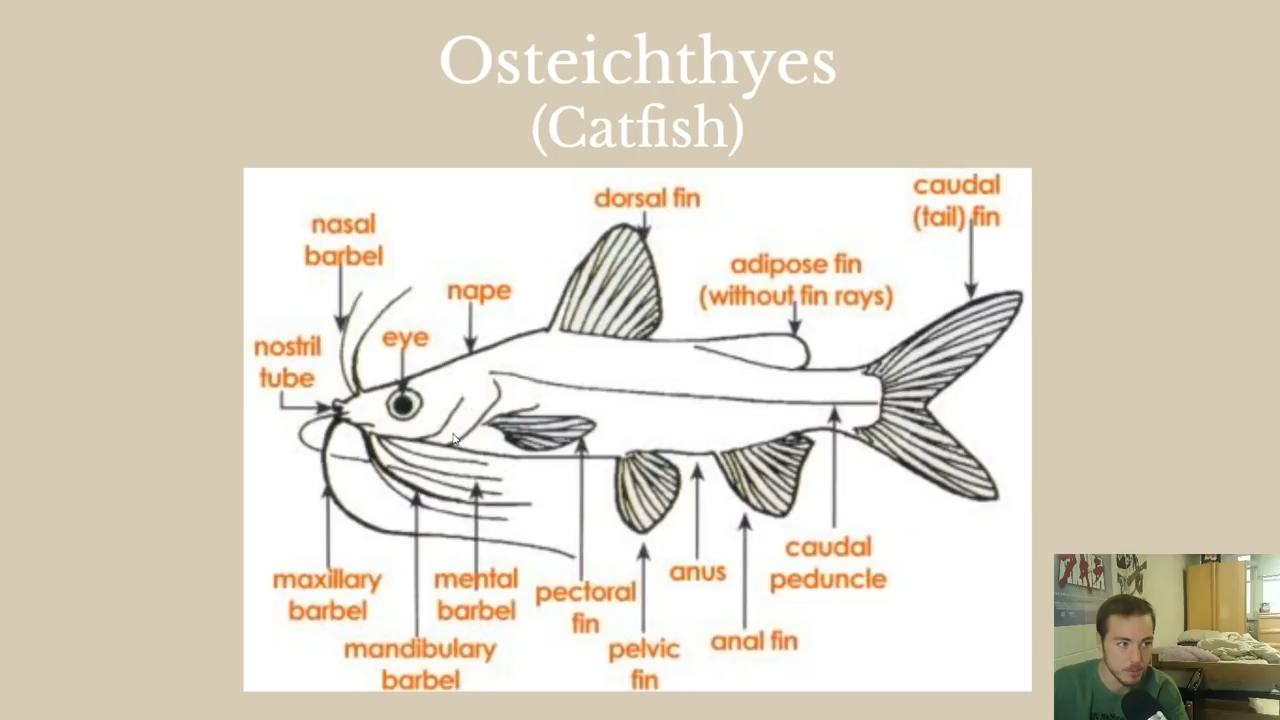 Osteichthyes
(Catfish)
caudal
(tail) fin
dorsal fin
nasal
barbel
adipose fin
(without fin rays)
nape
eye
nostril
tube
caudal
peduncle
anus
maxillary
barbel
mental
barbel
pectoral
fin
anal fin
mandibulary
barbel
pelvic
fin